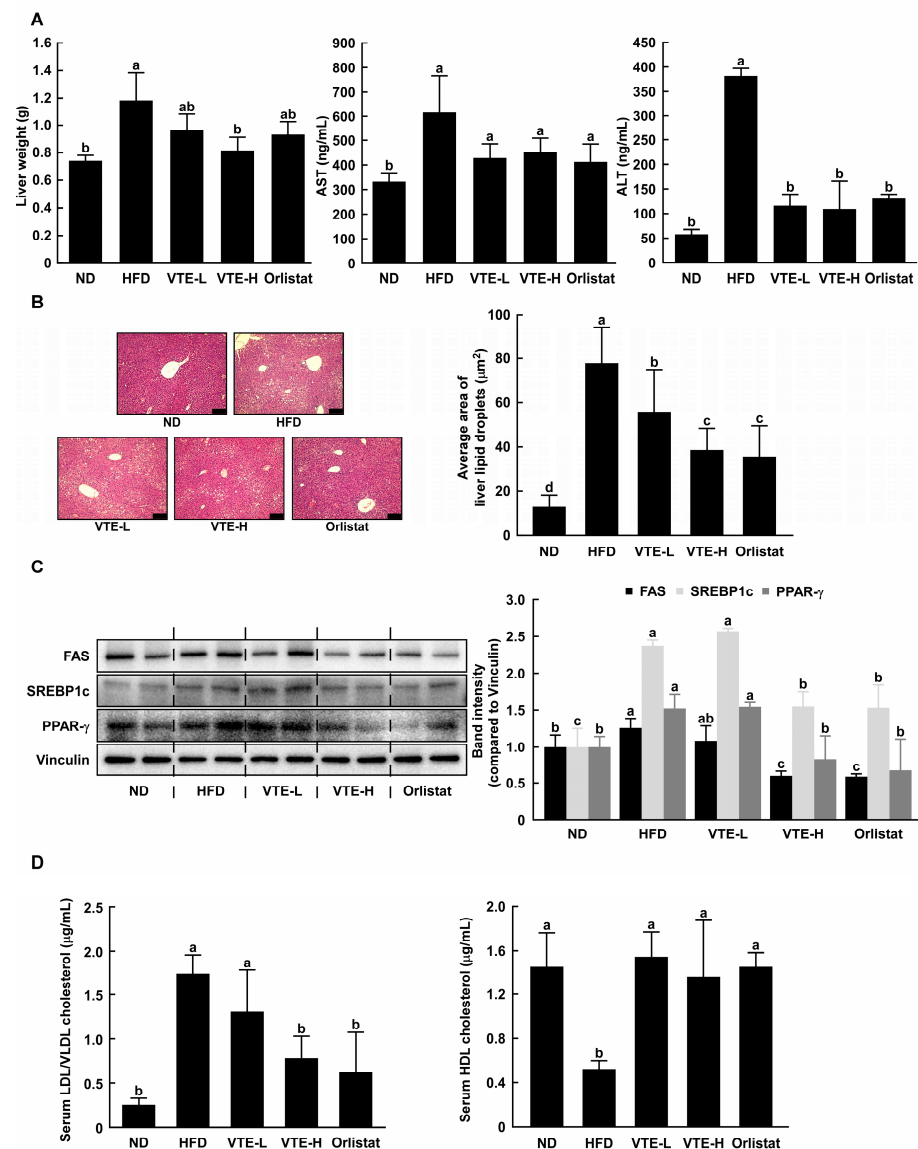 A
Liver weight (g)
1.6
1.4
1.2
1.0
0.8
0.6
0.4
0.2
0
b
a
ab
b
ab
ND HFD VTE-L VTE-H Orlistat
AST (ng/mL)
900
800
700
600
500
400
300
200
100
0
b
a
a
a
a
ND HFD VTE-L VTE-H Orlistat
ALT (ng/mL)
450
400
350
300
250
200
150
100
50
0
b
a
b
b
b
ND HFD VTE-L VTE-H Orlistat
B
ND
HFD
VTE-L
VTE-H
Orlistat
Average area of
liver lipid droplets (μm²)
100
80
60
40
20
0
d
a
b
c
c
ND HFD VTE-L VTE-H Orlistat
C
FAS
SREBP1c
PPAR-γ
Vinculin
ND HFD VTE-L VTE-H Orlistat
FAS SREBP1c PPAR-γ
Band intensity
(compared to Vinculin)
3.0
2.5
2.0
1.5
1.0
0.5
0
b c b
a a a
ab a a
c b b
c b b
ND HFD VTE-L VTE-H Orlistat
D
Serum LDL/VLDL cholesterol (μg/mL)
2.5
2.0
1.5
1.0
0.5
0
b
a
a
b
b
ND HFD VTE-L VTE-H Orlistat
Serum HDL cholesterol (μg/mL)
2.0
1.6
1.2
0.8
0.4
0
a
b
a
a
a
ND HFD VTE-L VTE-H Orlistat